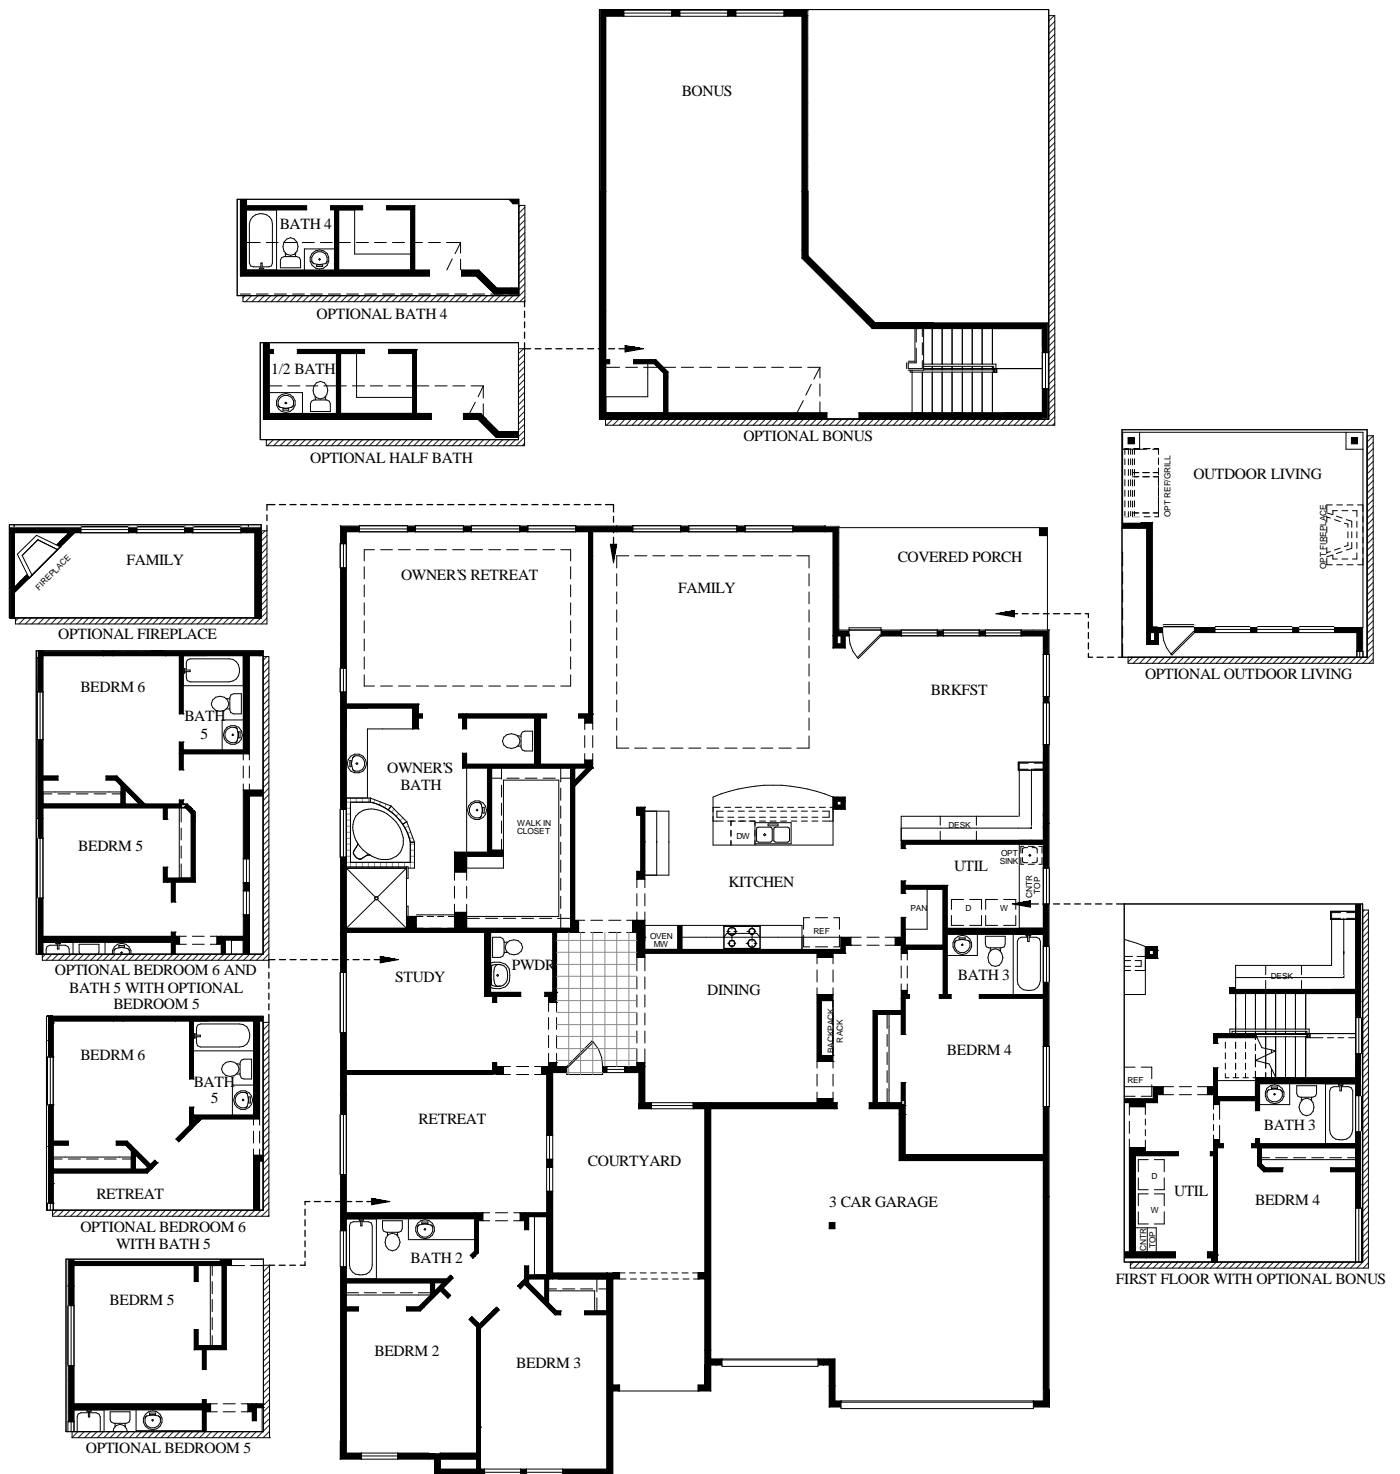 BONUS
OPTIONAL BONUS
BATH 4
OPTIONAL BATH 4
1/2 BATH
OPTIONAL HALF BATH
OUTDOOR LIVING
OPT REF/GRILL
OPT FIREPLACE
OPTIONAL OUTDOOR LIVING
FAMILY
FIREPLACE
OPTIONAL FIREPLACE
BEDRM 6
BATH
5
BEDRM 5
OPTIONAL BEDROOM 6 AND
BATH 5 WITH OPTIONAL
BEDROOM 5
BEDRM 6
BATH
5
RETREAT
OPTIONAL BEDROOM 6
WITH BATH 5
BEDRM 5
OPTIONAL BEDROOM 5
OWNER'S RETREAT
FAMILY
COVERED PORCH
BRKFST
OWNER'S
BATH
WALK IN
CLOSET
DW
DESK
KITCHEN
UTIL
OPT
SINK
CNTR
TOP
PAN
D
W
OVEN
MW
REF
STUDY
PWDR
DINING
BACKPACK
RACK
BATH 3
BEDRM 4
RETREAT
COURTYARD
3 CAR GARAGE
BATH 2
BEDRM 2
BEDRM 3
DESK
REF
BATH 3
D
W
UTIL
CNTR
TOP
BEDRM 4
FIRST FLOOR WITH OPTIONAL BONUS